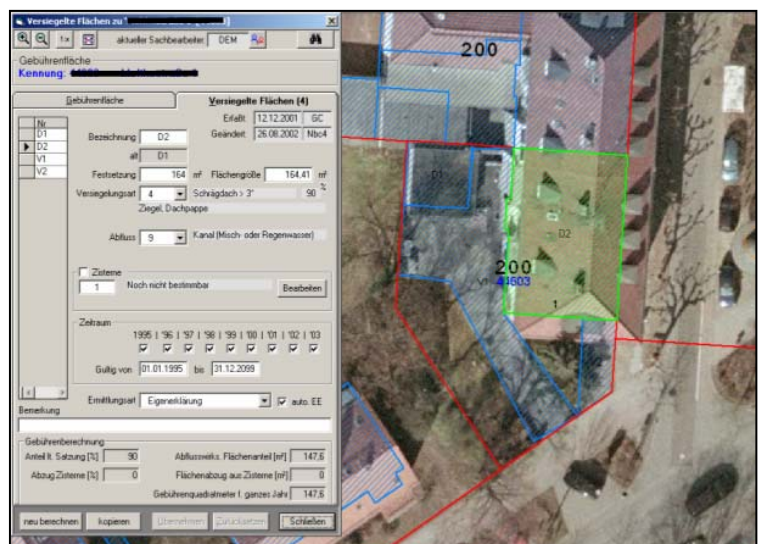 Versiegelte Flächen zu '
1:x aktueller Sachbearbeiter: DEM
Gebührenfläche
Kennung:
Gebührenfläche Versiegelte Flächen (4)
Nr
D1
D2
V1
V2
Erfaßt 12.12.2001 GC
Bezeichnung D2 Geändert 26.08.2002 Nbc4
alt D1
Festsetzung 164 m² Flächengröße 164,41 m²
Versiegelungsart 4 Schrägdach > 3° 90 %
Ziegel, Dachpappe
Abfluss 9 Kanal (Misch- oder Regenwasser)
Zisterne
1 Noch nicht bestimmbar Bearbeiten
Zeitraum
1995 | '96 | '97 | '98 | '99 | '00 | '01 | '02 | '03
Gültig von 01.01.1995 bis 31.12.2099
Ermittlungsart Eigenerklärung auto. EE
Bemerkung
Gebührenberechnung
Anteil lt. Satzung [%] 90 Abflusswirks. Flächenanteil [m²] 147,6
Abzug Zisterne [%] 0 Flächenabzug aus Zisterne [m²] 0
Gebührenquadratmeter f. ganzes Jahr 147,6
neu berechnen kopieren Übernehmen Zurücksetzen Schließen
200
D1
D2
200
V1 44603
1